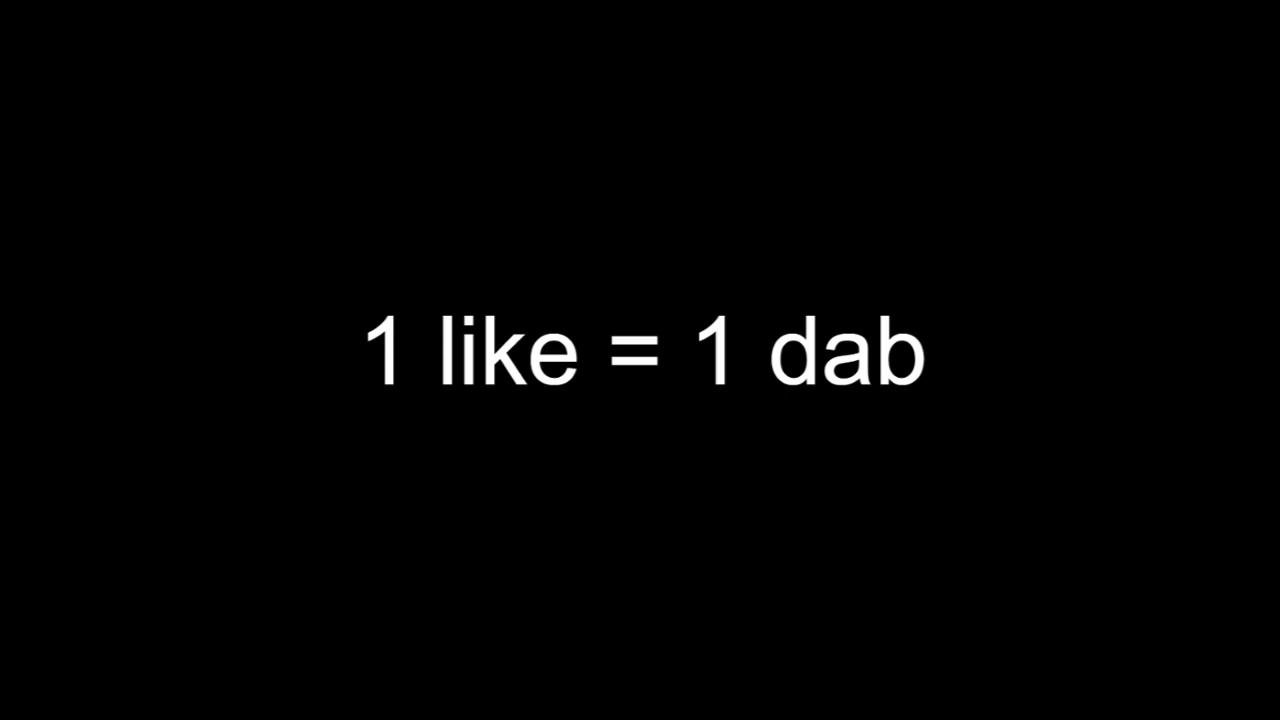 1 like = 1 dab